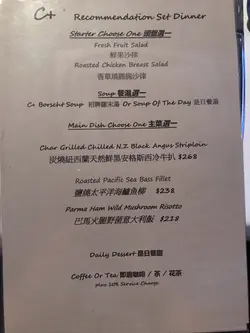 C+ Recommendation Set Dinner
Starter Choose One 頭盤選一
Fresh Fruit Salad
鮮果沙律
Roasted Chicken Breast Salad
香草燒雞胸沙律
Soup 餐湯選一
C+ Borscht Soup 招牌羅宋湯 Or Soup Of The Day 是日餐湯
Main Dish Choose One 主菜選一
Char Grilled Chilled N.Z Black Angus Striploin
炭燒紐西蘭天然鮮黑安格斯西冷牛扒 $268
Roasted Pacific Sea Bass Fillet
鹽燒太平洋海鱸魚柳 $238
Parma Ham Wild Mushroom Risotto
巴馬火腿野菌意大利飯 $218
Daily Dessert 是日甜品
Coffee Or Tea 即磨咖啡 / 茶 / 花茶
plus 10% Service Charge